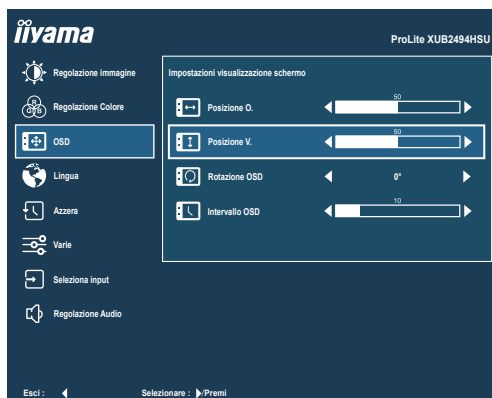 iiyama
ProLite XUB2494HSU
Regolazione immagine
Regolazione Colore
R
G B
OSD
Lingua
Azzera
Varie
Seleziona input
Regolazione Audio
Impostazioni visualizzazione schermo
Posizione O.
50
Posizione V.
50
Rotazione OSD
0°
Intervallo OSD
10
Esci :
Selezionare : /Premi